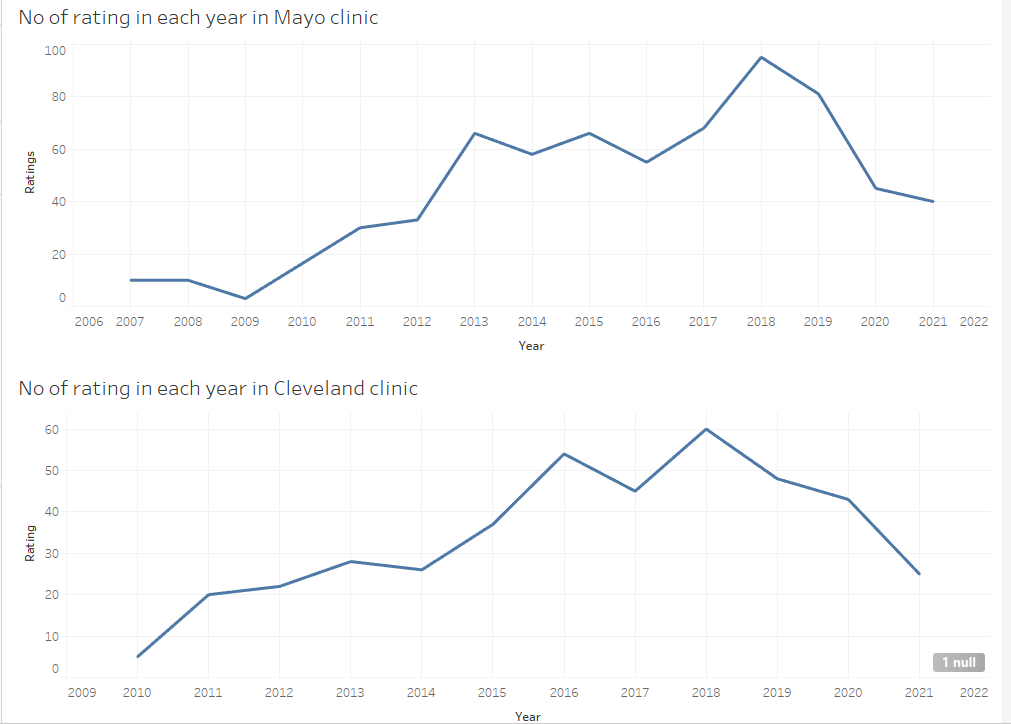 No of rating in each year in Mayo clinic
100
80
60
40
20
0
Ratings
2006 2007 2008 2009 2010 2011 2012 2013 2014 2015 2016 2017 2018 2019 2020 2021 2022
Year
No of rating in each year in Cleveland clinic
60
50
40
30
20
10
0
Rating
1 null
2009 2010 2011 2012 2013 2014 2015 2016 2017 2018 2019 2020 2021 2022
Year